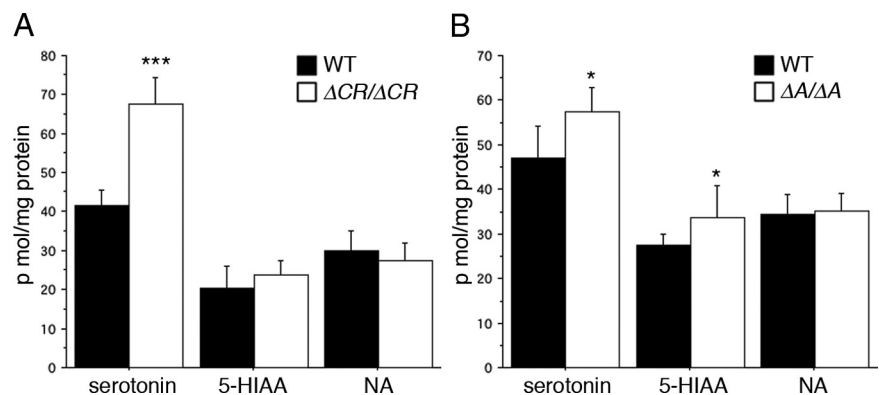 A
p mol/mg protein
80
70
60
50
40
30
20
10
0
***
WT
ΔCR/ΔCR
serotonin 5-HIAA NA
B
p mol/mg protein
70
60
50
40
30
20
10
0
*
*
WT
ΔA/ΔA
serotonin 5-HIAA NA